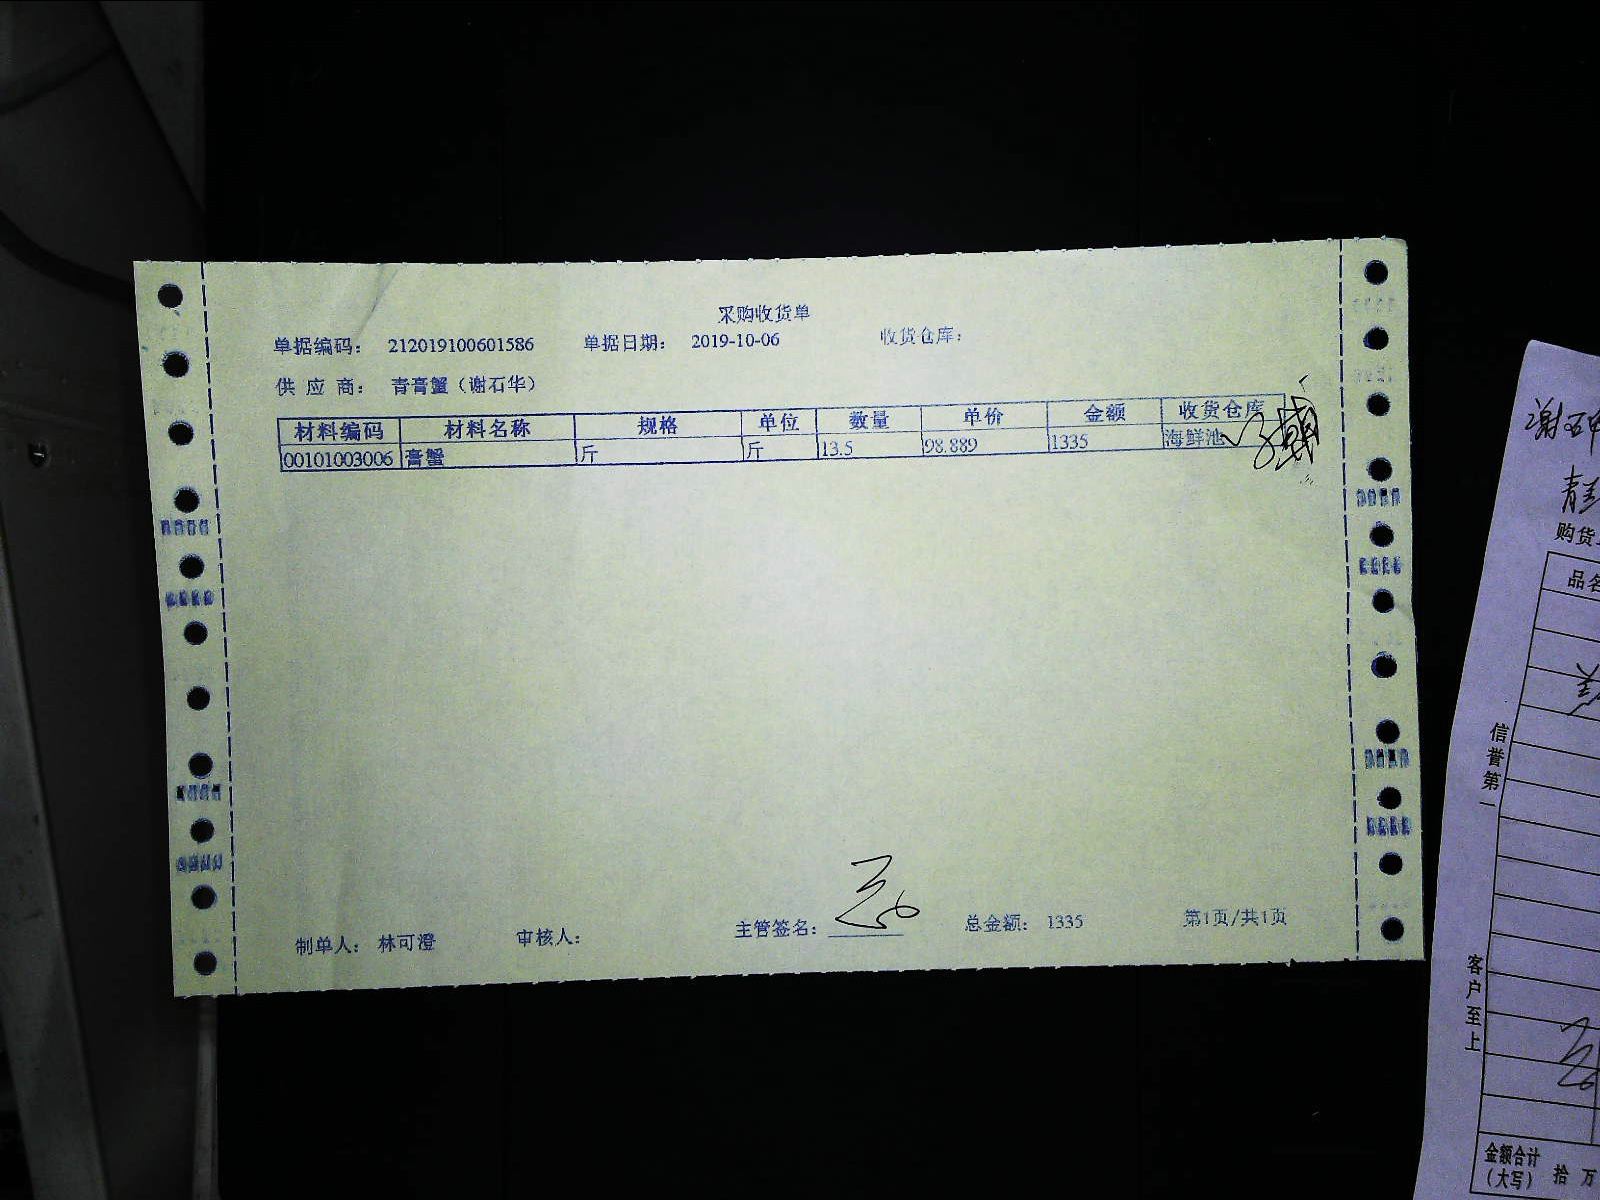 采购收货单
单据编码： 212019100601586 单据日期： 2019-10-06 收货仓库：
供 应 商： 青膏蟹（谢石华）
材料编码 材料名称 规格 单位 数量 单价 金额 收货仓库
00101003006 膏蟹 斤 斤 13.5 98.889 1335 海鲜池
制单人： 林可澄 审核人： 主管签名： 总金额： 1335 第1页/共1页
谢石华
青
购货
品名
信誉第一
客户至上
金额合计
（大写） 拾 万